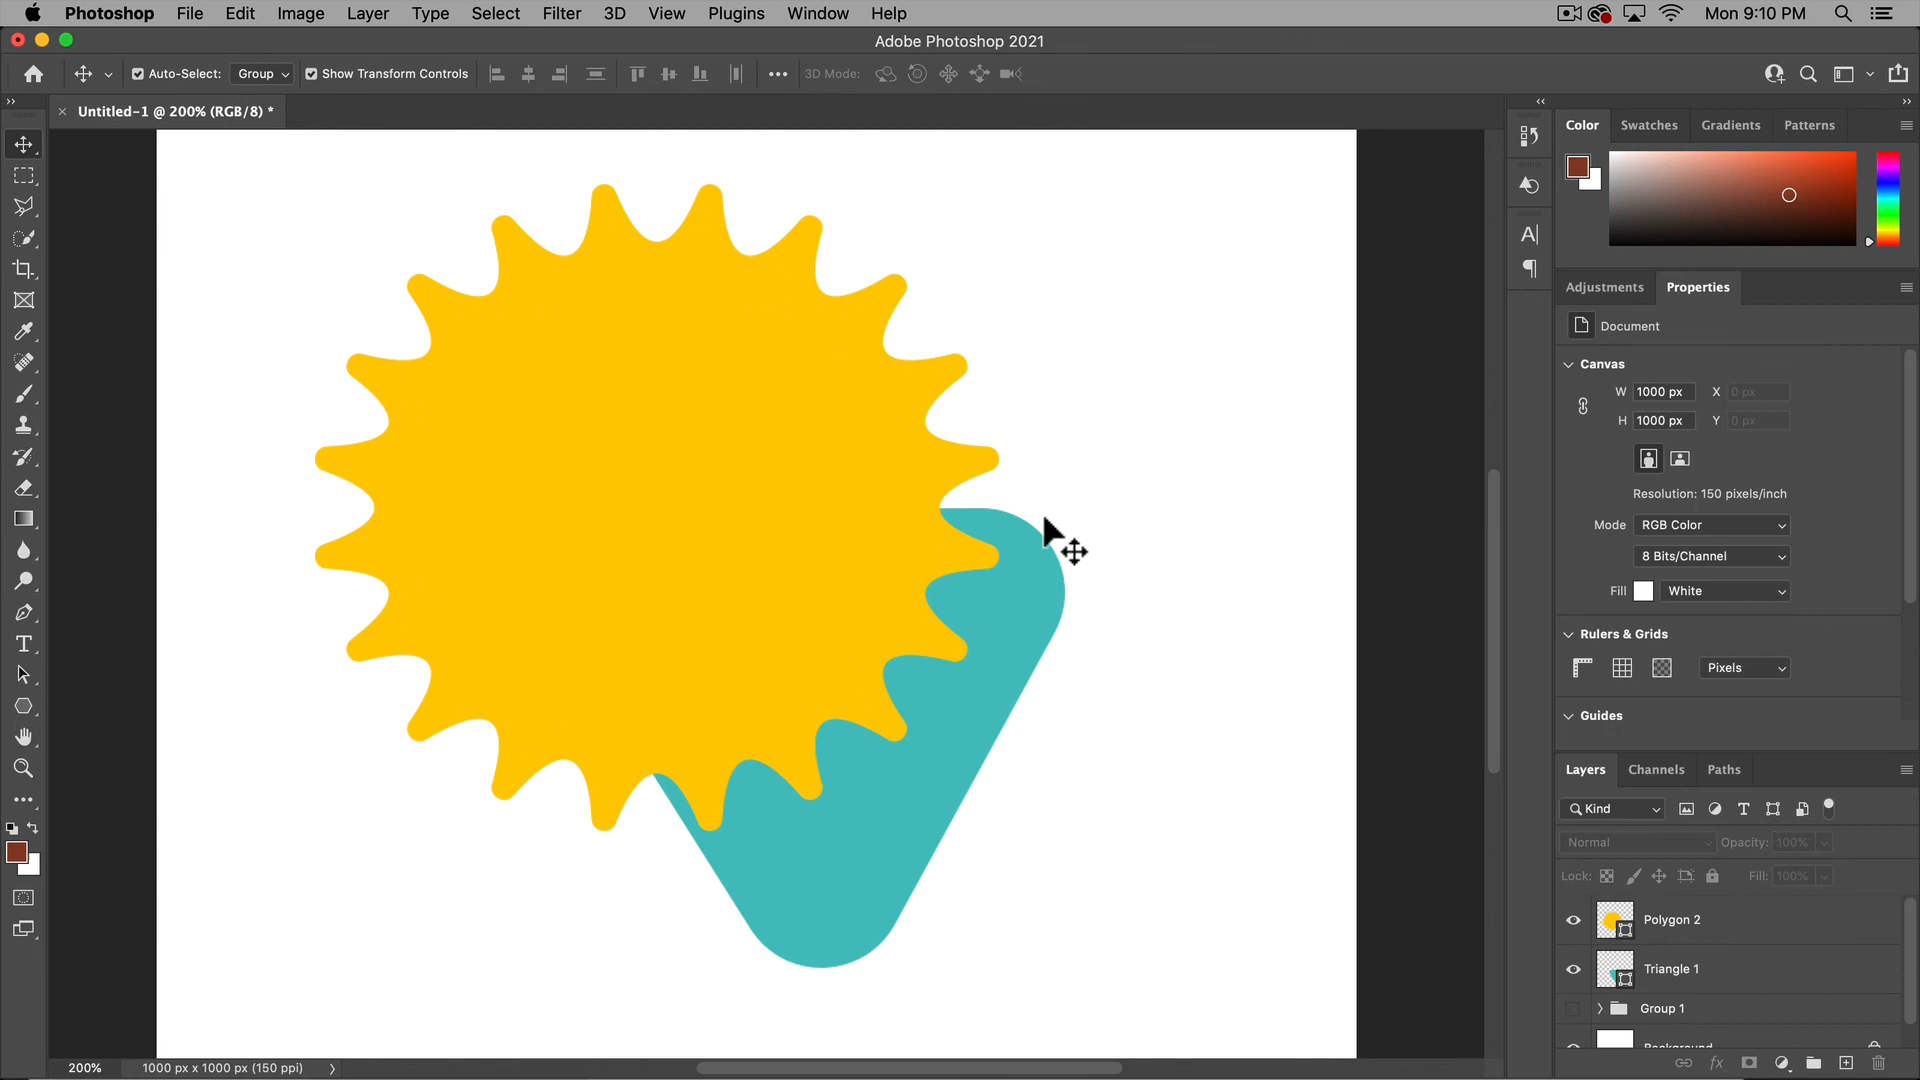 Photoshop File Edit Image Layer Type Select Filter 3D View Plugins Window Help Mon 9:10 PM
Adobe Photoshop 2021
Auto-Select: Group Show Transform Controls 3D Mode:
Untitled-1 @ 200% (RGB/8) *
Color Swatches Gradients Patterns
Adjustments Properties
Document
Canvas
W 1000 px X 0 px
H 1000 px Y 0 px
Resolution: 150 pixels/inch
Mode RGB Color
8 Bits/Channel
Fill White
Rulers & Grids
Pixels
Guides
Layers Channels Paths
Kind
Normal Opacity: 100%
Lock: Fill: 100%
Polygon 2
Triangle 1
Group 1
Background
200% 1000 px x 1000 px (150 ppi)